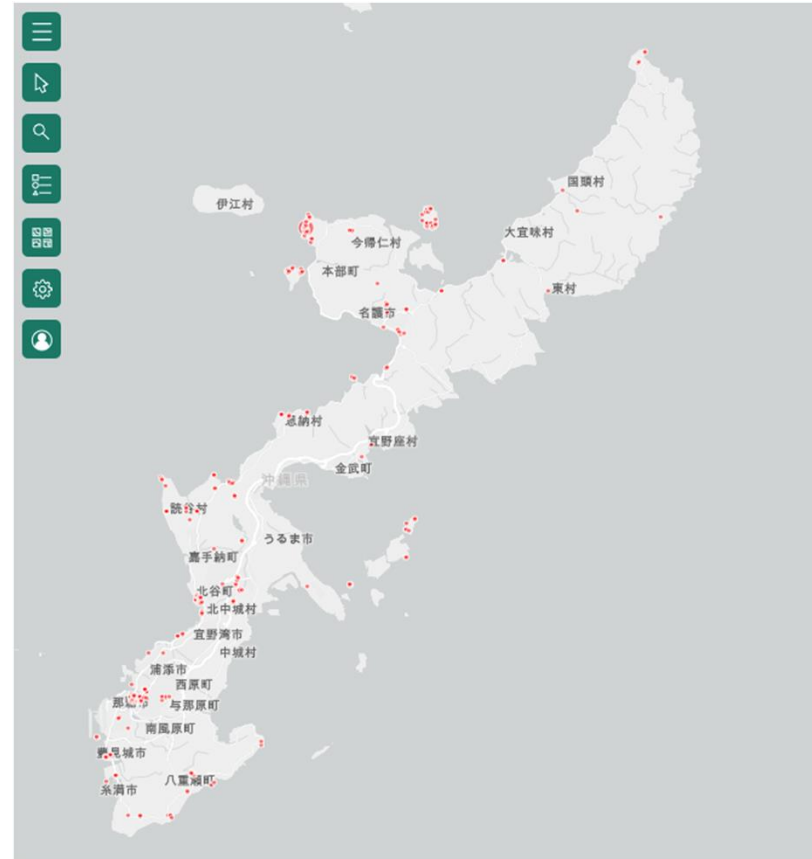 国頭村
伊江村
大宜味村
今帰仁村
本部町
東村
名護市
恩納村
宜野座村
金武町
沖縄県
読谷村
うるま市
嘉手納町
北谷町
北中城村
宜野湾市
中城村
浦添市
西原町
与那原町
南風原町
豊見城市
八重瀬町
糸満市